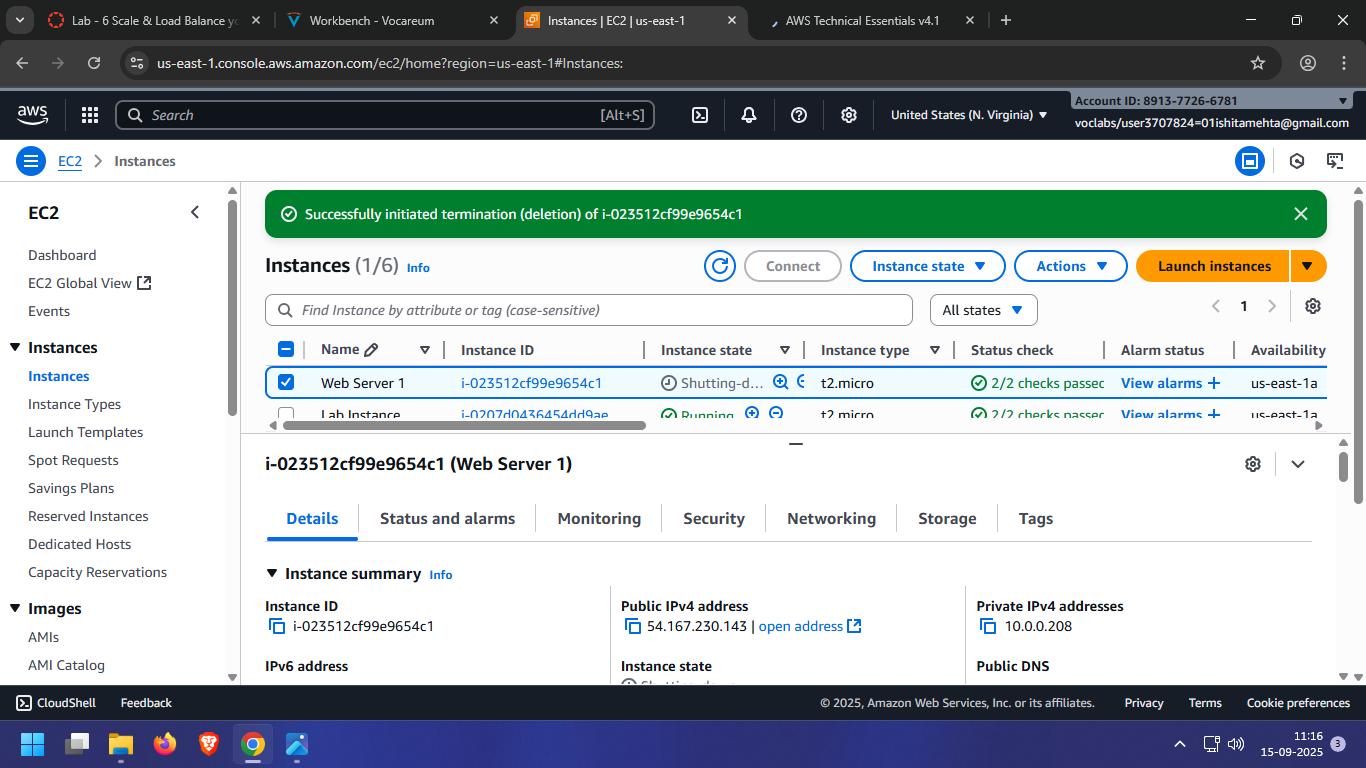 Lab - 6 Scale & Load Balance yo
Workbench - Vocareum
Instances | EC2 | us-east-1
AWS Technical Essentials v4.1
us-east-1.console.aws.amazon.com/ec2/home?region=us-east-1#Instances:
aws
Search
[Alt+S]
United States (N. Virginia)
Account ID: 8913-7726-6781
voclabs/user3707824=01ishitamehta@gmail.com
EC2
Instances
EC2
Dashboard
EC2 Global View
Events
Instances
Instances
Instance Types
Launch Templates
Spot Requests
Savings Plans
Reserved Instances
Dedicated Hosts
Capacity Reservations
Images
AMIs
AMI Catalog
Successfully initiated termination (deletion) of i-023512cf99e9654c1
Instances (1/6) Info
Connect
Instance state
Actions
Launch instances
Find Instance by attribute or tag (case-sensitive)
All states
1
Name Instance ID Instance state Instance type Status check Alarm status Availability
Web Server 1 i-023512cf99e9654c1 Shutting-d... t2.micro 2/2 checks passed View alarms + us-east-1a
Lab Instance i-0207d0436454dd9ae Running t2.micro 2/2 checks passed View alarms + us-east-1a
i-023512cf99e9654c1 (Web Server 1)
Details Status and alarms Monitoring Security Networking Storage Tags
Instance summary Info
Instance ID
i-023512cf99e9654c1
Public IPv4 address
54.167.230.143 | open address
Private IPv4 addresses
10.0.0.208
IPv6 address
Instance state
Shutting-down
Public DNS
CloudShell Feedback
© 2025, Amazon Web Services, Inc. or its affiliates. Privacy Terms Cookie preferences
11:16
15-09-2025
3